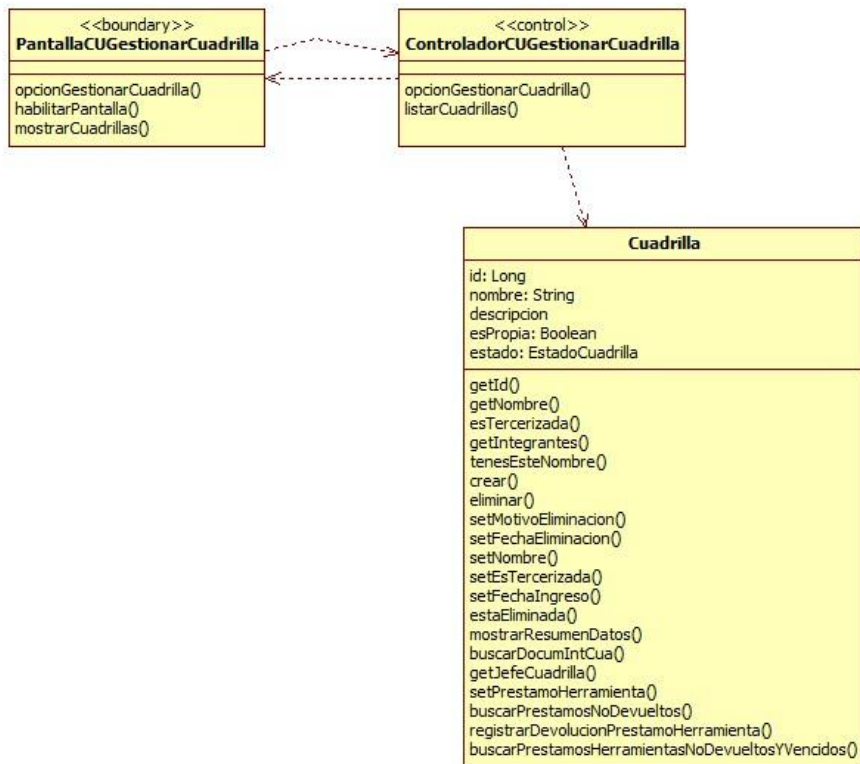 <<boundary>>
PantallaCUGestionarCuadrilla
opcionGestionarCuadrilla()
habilitarPantalla()
mostrarCuadrillas()
<<control>>
ControladorCUGestionarCuadrilla
opcionGestionarCuadrilla()
listarCuadrillas()
Cuadrilla
id: Long
nombre: String
descripcion
esPropia: Boolean
estado: EstadoCuadrilla
getId()
getNombre()
esTercerizada()
getIntegrantes()
tenesEsteNombre()
crear()
eliminar()
setMotivoEliminacion()
setFechaEliminacion()
setNombre()
setEsTercerizada()
setFechaIngreso()
estaEliminada()
mostrarResumenDatos()
buscarDocumIntCua()
getJefeCuadrilla()
setPrestamoHerramienta()
buscarPrestamosNoDevueltos()
registrarDevolucionPrestamoHerramienta()
buscarPrestamosHerramientasNoDevueltosYVencidos()